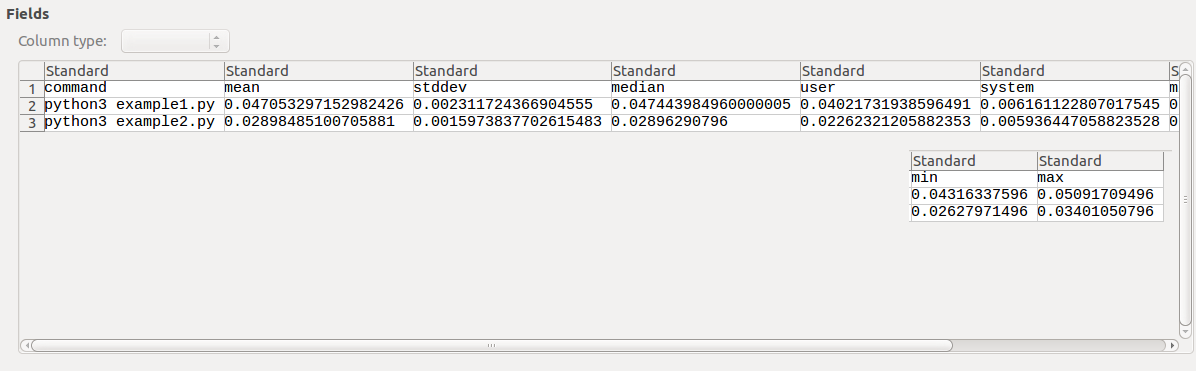 Fields
Column type:
Standard Standard Standard Standard Standard Standard S
1 command mean stddev median user system m
2 python3 example1.py 0.047053297152982426 0.002311724366904555 0.047443984960000005 0.04021731938596491 0.006161122807017545 0
3 python3 example2.py 0.02898485100705881 0.0015973837702615483 0.02896290796 0.02262321205882353 0.005936447058823528 0
Standard Standard
min max
0.04316337596 0.05091709496
0.02627971496 0.03401050796